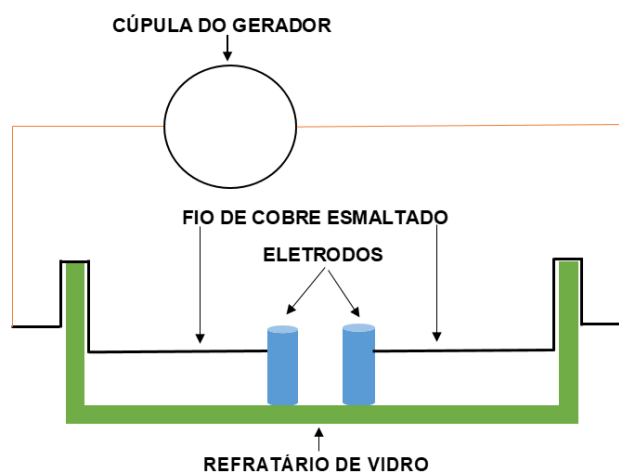 CÚPULA DO GERADOR
FIO DE COBRE ESMALTADO
ELETRODOS
REFRATÁRIO DE VIDRO